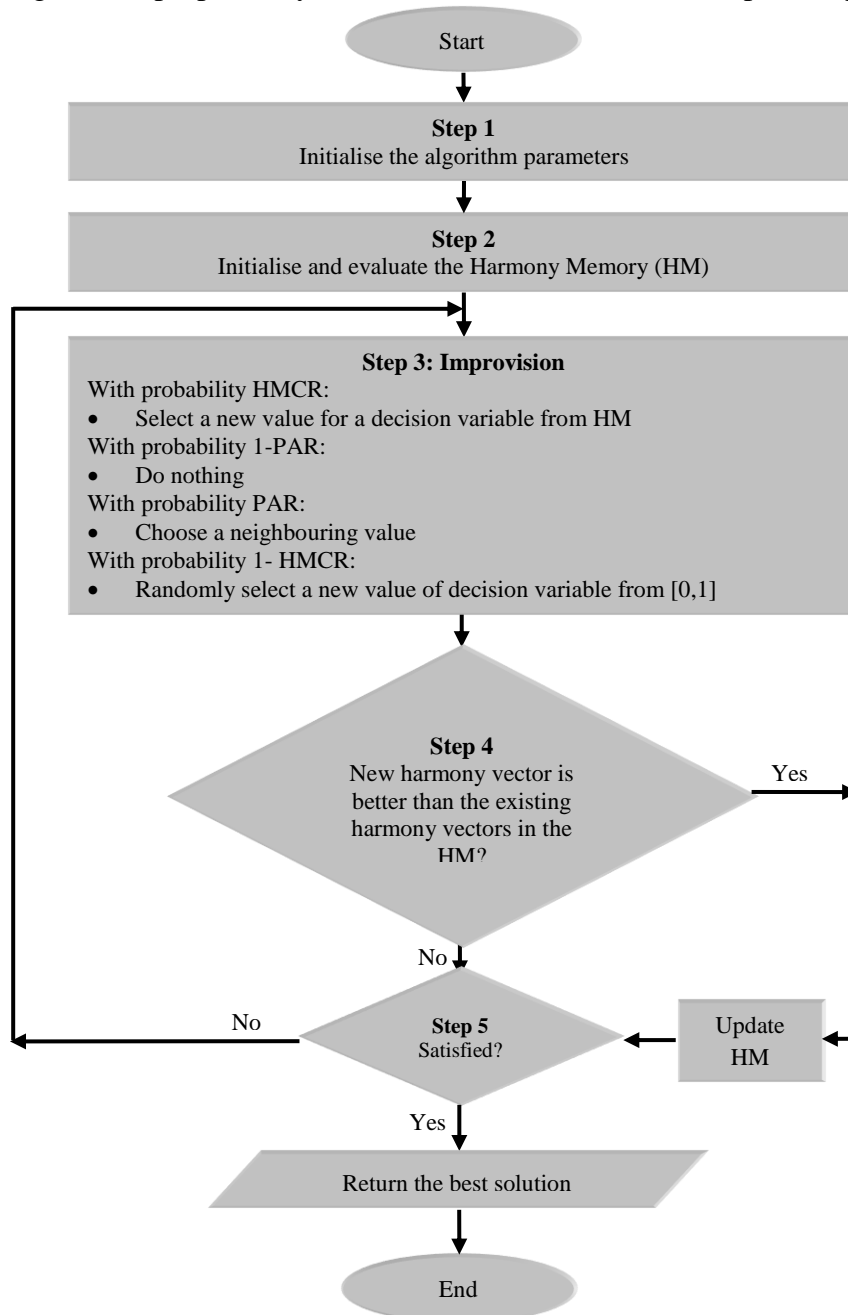 Start
Step 1
Initialise the algorithm parameters
Step 2
Initialise and evaluate the Harmony Memory (HM)
Step 3: Improvision
With probability HMCR:
• Select a new value for a decision variable from HM
With probability 1-PAR:
• Do nothing
With probability PAR:
• Choose a neighbouring value
With probability 1- HMCR:
• Randomly select a new value of decision variable from [0,1]
Step 4
New harmony vector is
better than the existing
harmony vectors in the
HM?
Yes
No
Step 5
Satisfied?
No
Update
HM
Yes
Return the best solution
End